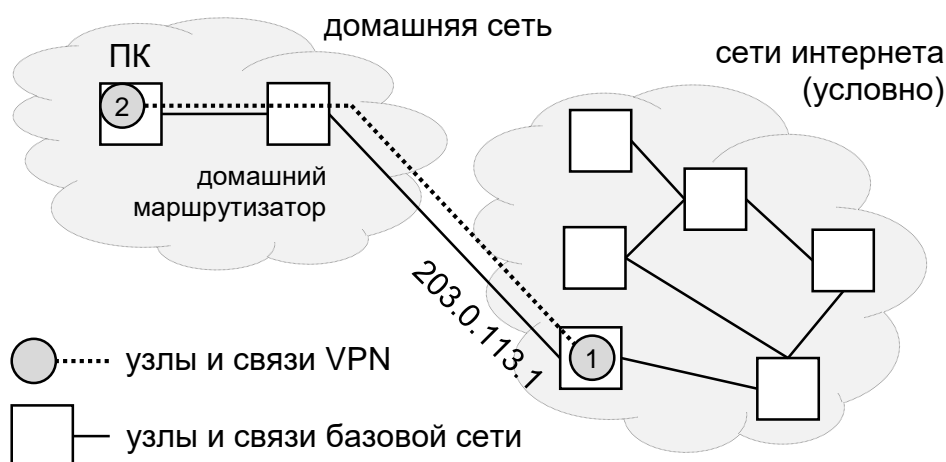 домашняя сеть
ПК
сети интернета
(условно)
2
домашний
маршрутизатор
203.0.113.1
1
узлы и связи VPN
узлы и связи базовой сети